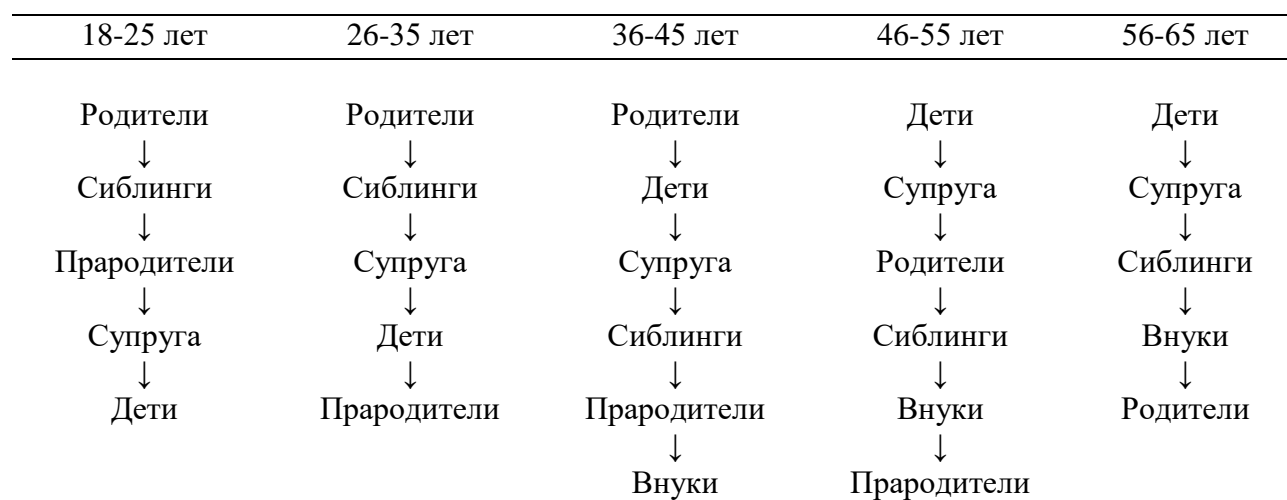 18-25 лет 26-35 лет 36-45 лет 46-55 лет 56-65 лет
Родители Родители Родители Дети Дети
↓ ↓ ↓ ↓ ↓
Сиблинги Сиблинги Дети Супруга Супруга
↓ ↓ ↓ ↓ ↓
Прародители Супруга Супруга Родители Сиблинги
↓ ↓ ↓ ↓ ↓
Супруга Дети Сиблинги Сиблинги Внуки
↓ ↓ ↓ ↓ ↓
Дети Прародители Прародители Внуки Родители
↓ ↓
Внуки Прародители